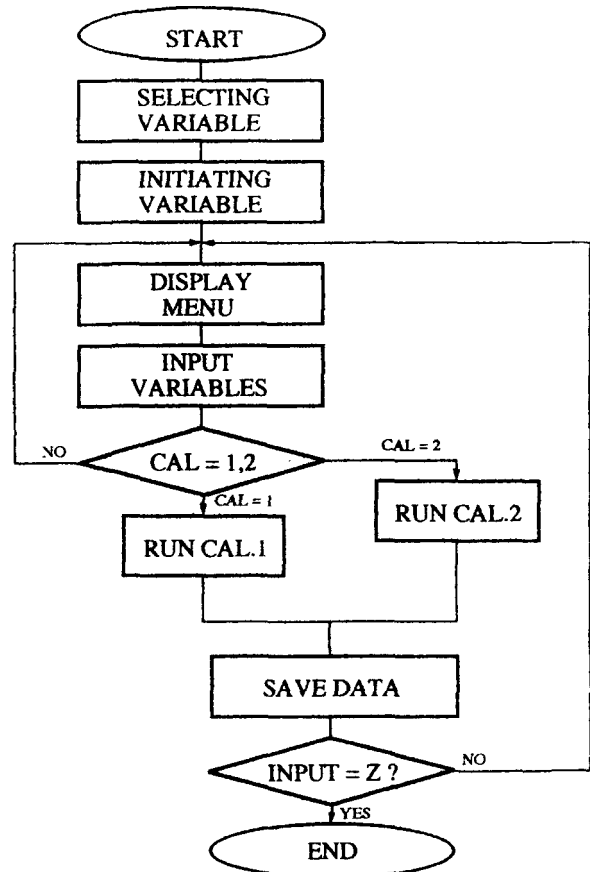 START
SELECTING
VARIABLE
INITIATING
VARIABLE
DISPLAY
MENU
INPUT
VARIABLES
NO
CAL = 1,2
CAL = 2
CAL = 1
RUN CAL.1
RUN CAL.2
SAVE DATA
INPUT = Z ?
NO
YES
END